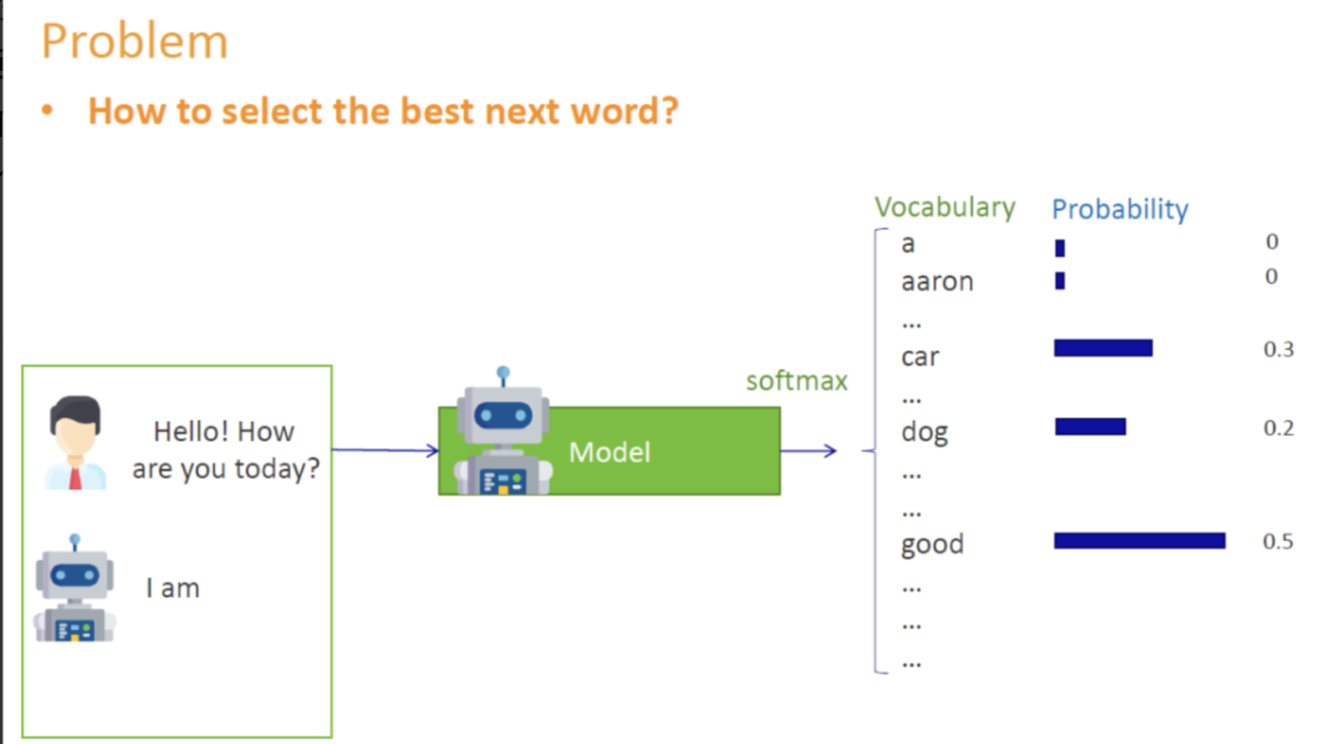 Problem
• How to select the best next word?
Vocabulary Probability
a 0
aaron 0
...
car 0.3
softmax
...
Hello! How
are you today?
dog 0.2
Model
...
...
good 0.5
I am
...
...
...